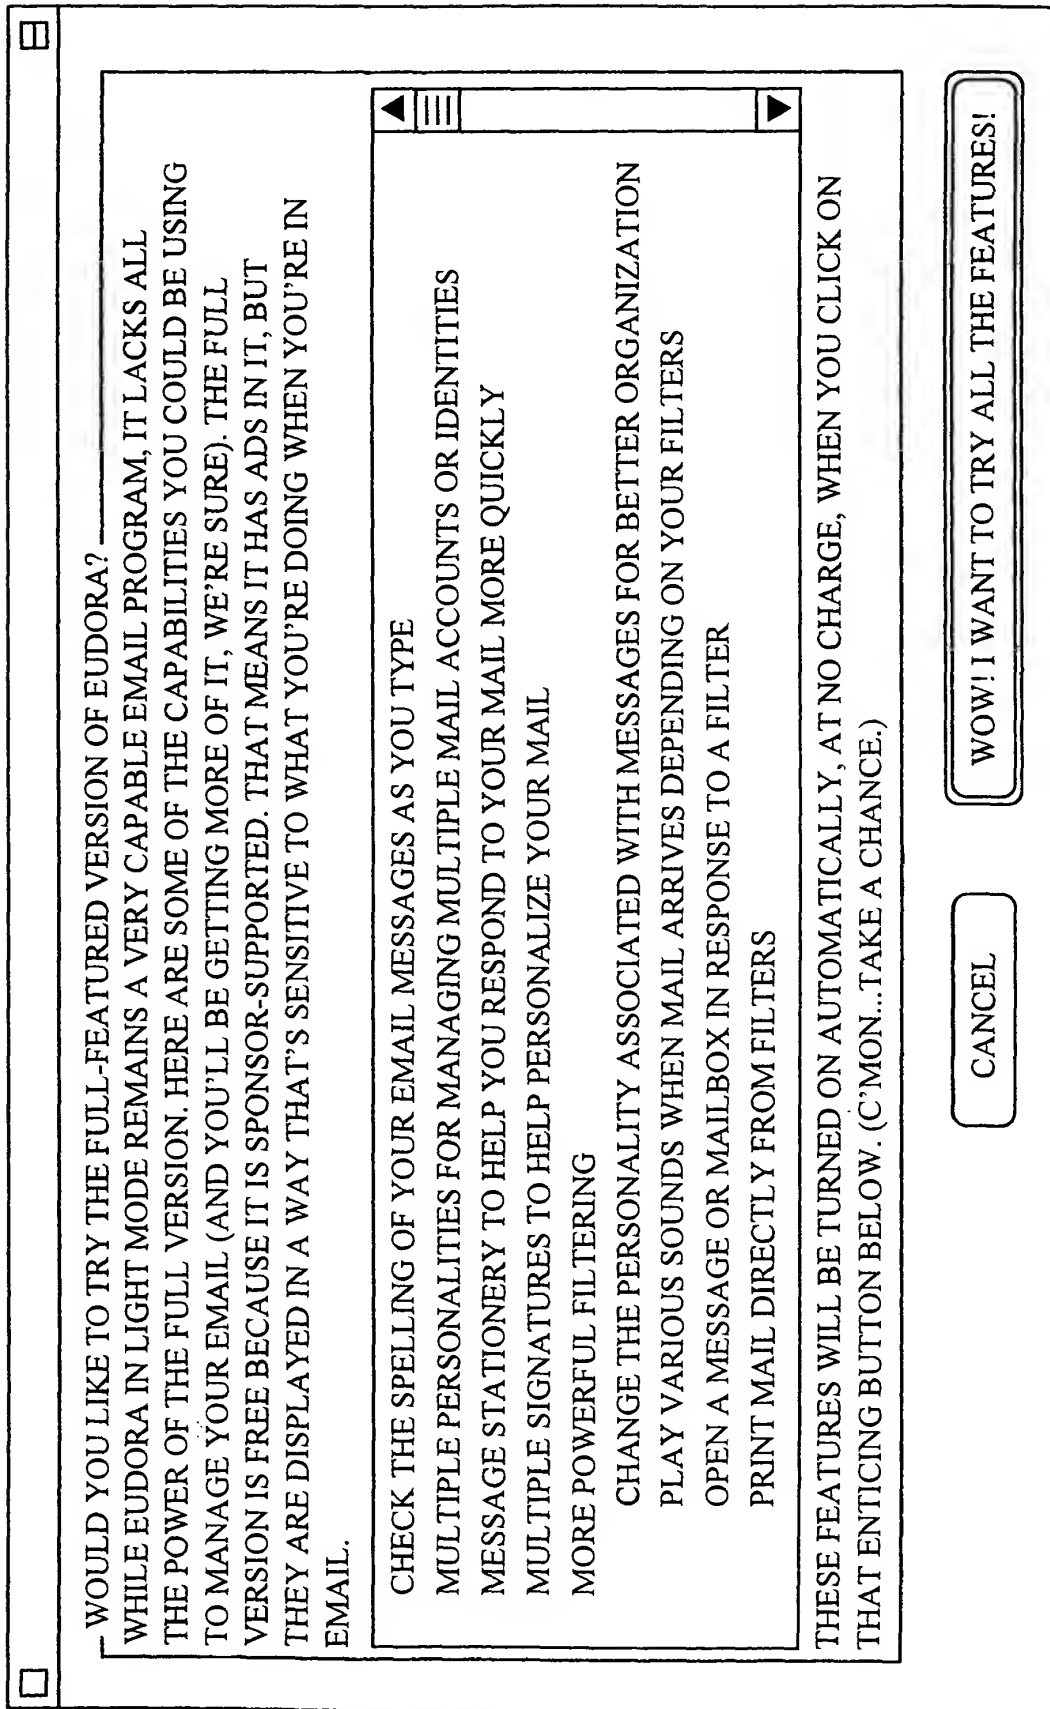 WOULD YOU LIKE TO TRY THE FULL-FEATURED VERSION OF EUDORA?
WHILE EUDORA IN LIGHT MODE REMAINS A VERY CAPABLE EMAIL PROGRAM, IT LACKS ALL
THE POWER OF THE FULL VERSION. HERE ARE SOME OF THE CAPABILITIES YOU COULD BE USING
TO MANAGE YOUR EMAIL (AND YOU'LL BE GETTING MORE OF IT, WE'RE SURE). THE FULL
VERSION IS FREE BECAUSE IT IS SPONSOR-SUPPORTED. THAT MEANS IT HAS ADS IN IT, BUT
THEY ARE DISPLAYED IN A WAY THAT'S SENSITIVE TO WHAT YOU'RE DOING WHEN YOU'RE IN
EMAIL.
CHECK THE SPELLING OF YOUR EMAIL MESSAGES AS YOU TYPE
MULTIPLE PERSONALITIES FOR MANAGING MULTIPLE MAIL ACCOUNTS OR IDENTITIES
MESSAGE STATIONERY TO HELP YOU RESPOND TO YOUR MAIL MORE QUICKLY
MULTIPLE SIGNATURES TO HELP PERSONALIZE YOUR MAIL
MORE POWERFUL FILTERING
CHANGE THE PERSONALITY ASSOCIATED WITH MESSAGES FOR BETTER ORGANIZATION
PLAY VARIOUS SOUNDS WHEN MAIL ARRIVES DEPENDING ON YOUR FILTERS
OPEN A MESSAGE OR MAILBOX IN RESPONSE TO A FILTER
PRINT MAIL DIRECTLY FROM FILTERS
THESE FEATURES WILL BE TURNED ON AUTOMATICALLY, AT NO CHARGE, WHEN YOU CLICK ON
THAT ENTICING BUTTON BELOW. (C'MON...TAKE A CHANCE.)
CANCEL
WOW! I WANT TO TRY ALL THE FEATURES!